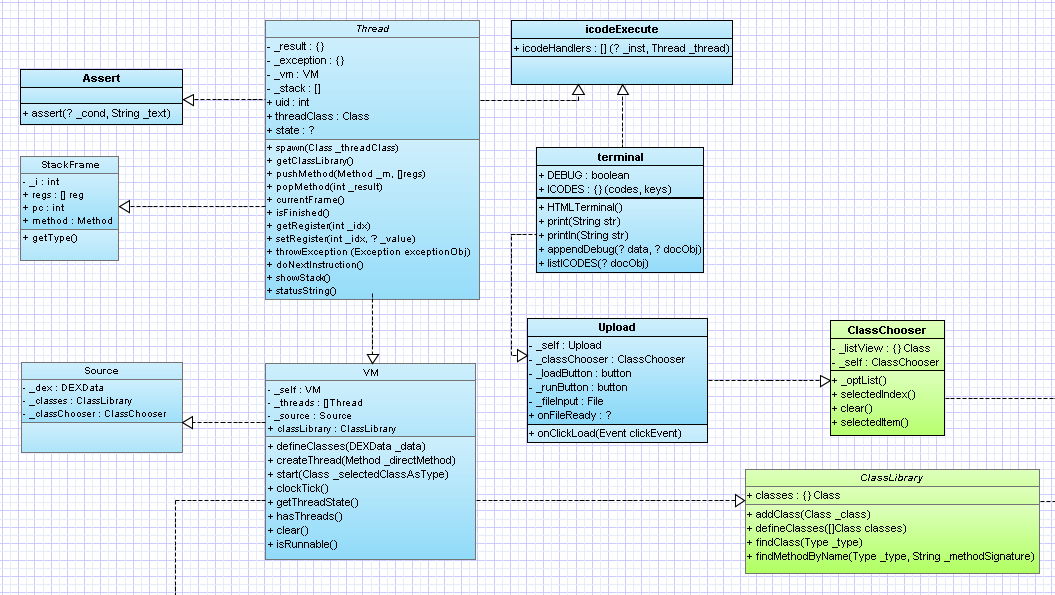 Thread
- _result : {}
- _exception : {}
- _vm : VM
- _stack : []
+ uid : int
+ threadClass : Class
+ state : ?
+ spawn(Class _threadClass)
+ getClassLibrary()
+ pushMethod(Method _m, []regs)
+ popMethod(int _result)
+ currentFrame()
+ isFinished()
+ getRegister(int _idx)
+ setRegister(int _idx, ? _value)
+ throwException (Exception exceptionObj)
+ doNextInstruction()
+ showStack()
+ statusString()
icodeExecute
+ icodeHandlers : [] (? _inst, Thread _thread)
Assert
+ assert(? _cond, String _text)
StackFrame
- _i : int
+ regs : [] reg
+ pc : int
+ method : Method
+ getType()
terminal
+ DEBUG : boolean
+ ICODES : {} (codes, keys)
+ HTMLTerminal()
+ print(String str)
+ println(String str)
+ appendDebug(? data, ? docObj)
+ listICODES(? docObj)
Upload
- _self : Upload
- _classChooser : ClassChooser
- _loadButton : button
- _runButton : button
- _fileInput : File
+ onFileReady : ?
+ onClickLoad(Event clickEvent)
ClassChooser
- _listView : {} Class
- _self : ClassChooser
+ _optList()
+ selectedIndex()
+ clear()
+ selectedItem()
Source
- _dex : DEXData
- _classes : ClassLibrary
- _classChooser : ClassChooser
VM
- _self : VM
- _threads : []Thread
- _source : Source
+ classLibrary : ClassLibrary
+ defineClasses(DEXData _data)
+ createThread(Method _directMethod)
+ start(Class _selectedClassAsType)
+ clockTick()
+ getThreadState()
+ hasThreads()
+ clear()
+ isRunnable()
ClassLibrary
+ classes : {} Class
+ addClass(Class _class)
+ defineClasses([]Class classes)
+ findClass(Type _type)
+ findMethodByName(Type _type, String _methodSignature)